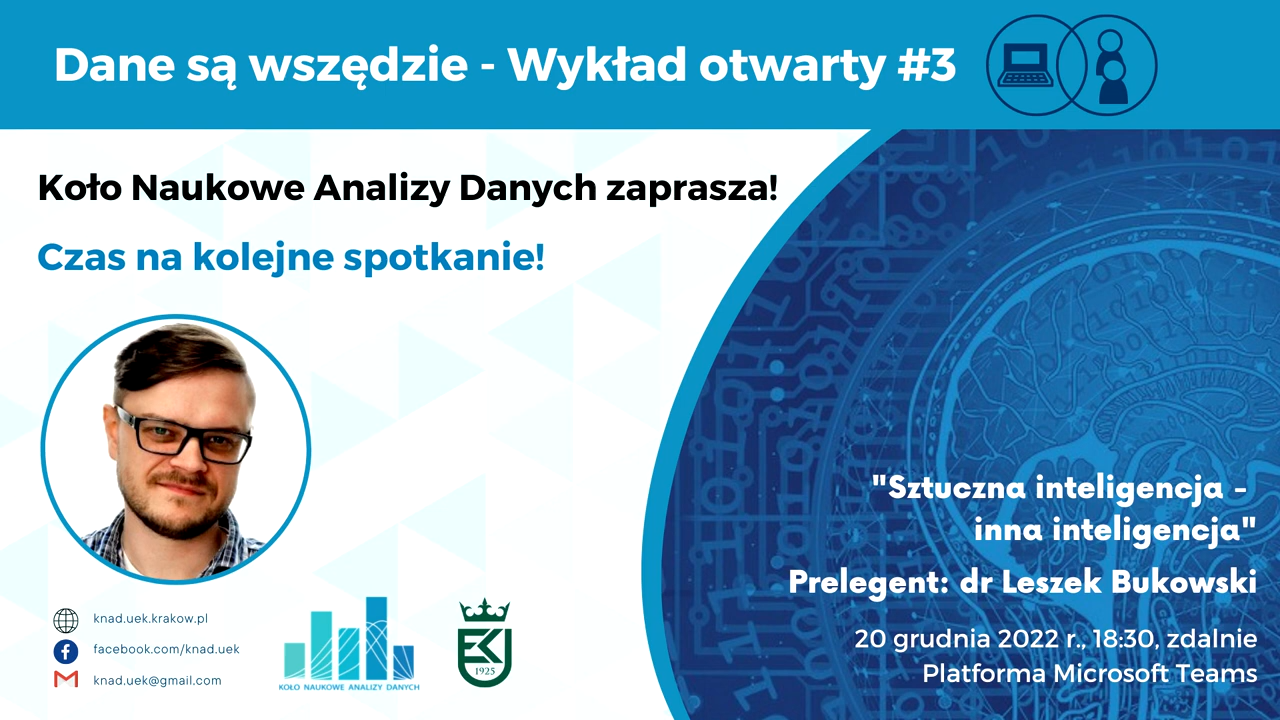 Dane są wszędzie - Wykład otwarty #3
Koło Naukowe Analizy Danych zaprasza!
Czas na kolejne spotkanie!
"Sztuczna inteligencja -
inna inteligencja"
Prelegent: dr Leszek Bukowski
20 grudnia 2022 r., 18:30, zdalnie
Platforma Microsoft Teams
knad.uek.krakow.pl
facebook.com/knad.uek
knad.uek@gmail.com
KOŁO NAUKOWE ANALIZY DANYCH
EK
1925